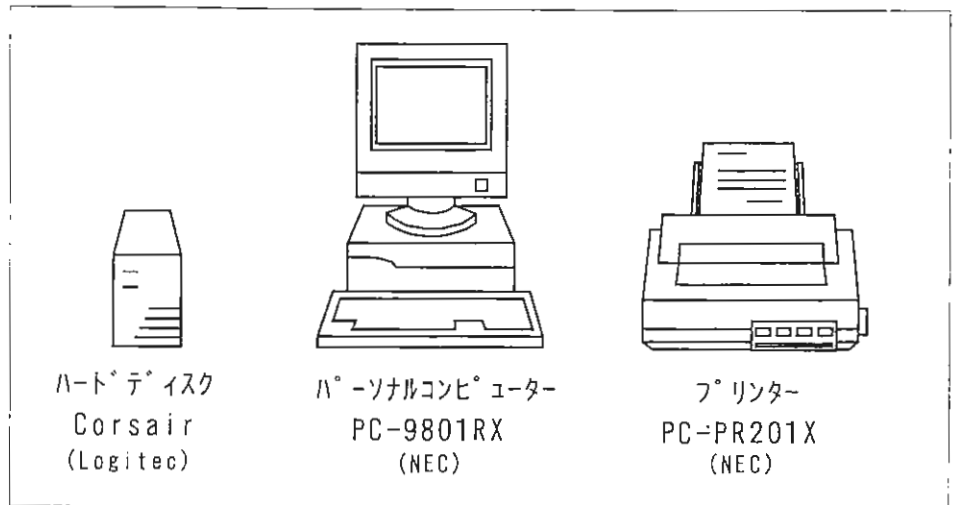 ハードディスク
Corsair
(Logitec)
パーソナルコンピューター
PC-9801RX
(NEC)
プリンター
PC-PR201X
(NEC)